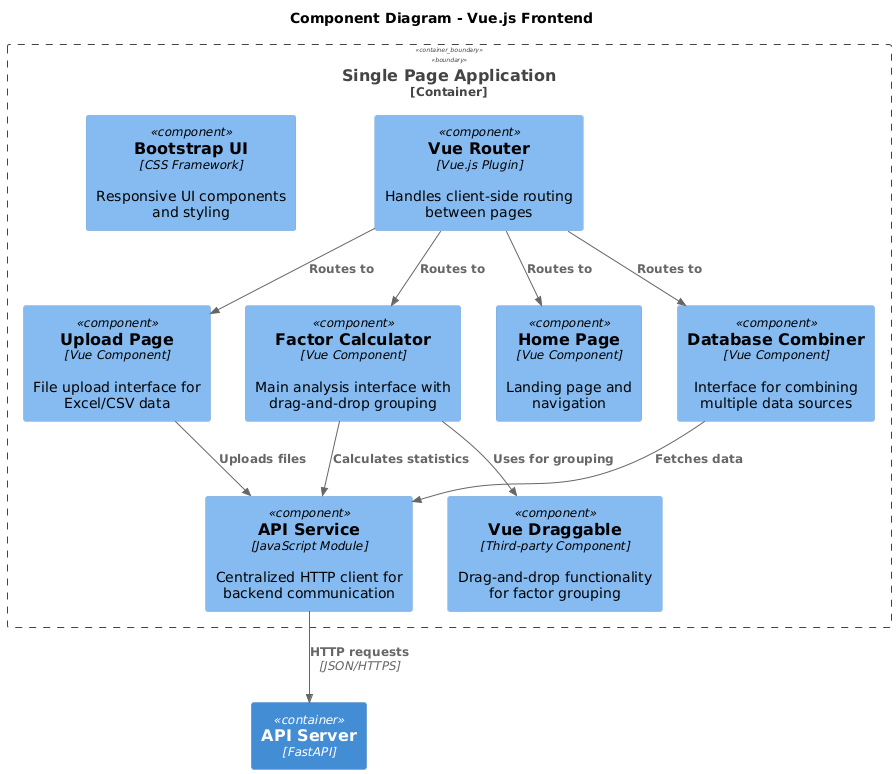 Component Diagram - Vue.js Frontend
«container_boundary»
«boundary»
Single Page Application
[Container]
«component»
Bootstrap UI
[CSS Framework]
Responsive UI components
and styling
«component»
Vue Router
[Vue.js Plugin]
Handles client-side routing
between pages
Routes to
Routes to
Routes to
Routes to
«component»
Upload Page
[Vue Component]
File upload interface for
Excel/CSV data
«component»
Factor Calculator
[Vue Component]
Main analysis interface with
drag-and-drop grouping
«component»
Home Page
[Vue Component]
Landing page and
navigation
«component»
Database Combiner
[Vue Component]
Interface for combining
multiple data sources
Uploads files
Calculates statistics
Uses for grouping
Fetches data
«component»
API Service
[JavaScript Module]
Centralized HTTP client for
backend communication
«component»
Vue Draggable
[Third-party Component]
Drag-and-drop functionality
for factor grouping
HTTP requests
[JSON/HTTPS]
«container»
API Server
[FastAPI]